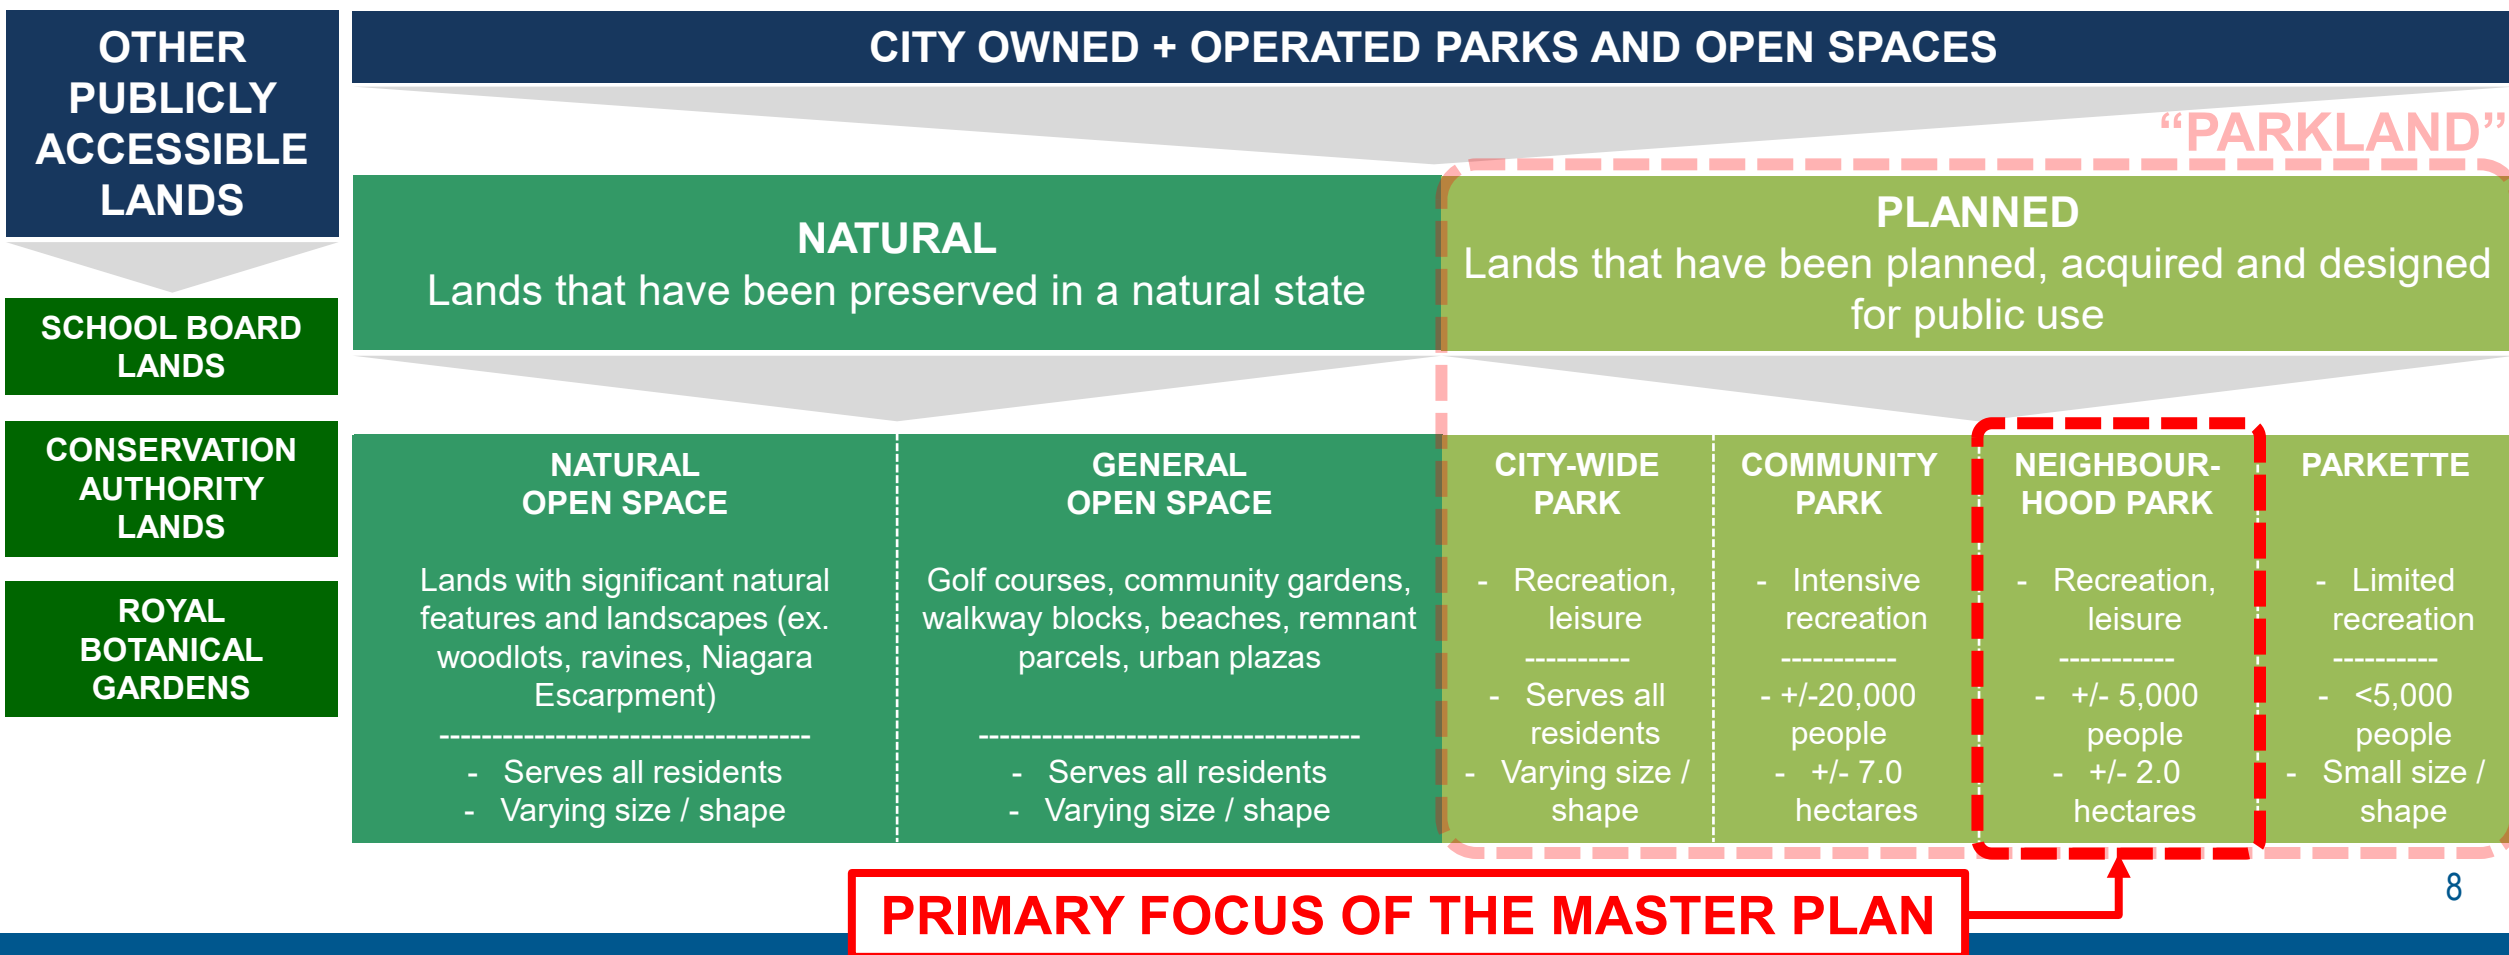 OTHER
PUBLICLY
ACCESSIBLE
LANDS
SCHOOL BOARD
LANDS
CONSERVATION
AUTHORITY
LANDS
ROYAL
BOTANICAL
GARDENS
CITY OWNED + OPERATED PARKS AND OPEN SPACES
“PARKLAND”
NATURAL
Lands that have been preserved in a natural state
PLANNED
Lands that have been planned, acquired and designed
for public use
NATURAL
OPEN SPACE
Lands with significant natural
features and landscapes (ex.
woodlots, ravines, Niagara
Escarpment)
-----------------------------------
- Serves all residents
- Varying size / shape
GENERAL
OPEN SPACE
Golf courses, community gardens,
walkway blocks, beaches, remnant
parcels, urban plazas
------------------------------------
- Serves all residents
- Varying size / shape
CITY-WIDE
PARK
- Recreation,
leisure
----------
- Serves all
residents
- Varying size /
shape
COMMUNITY
PARK
- Intensive
recreation
-----------
- +/-20,000
people
- +/- 7.0
hectares
NEIGHBOUR-
HOOD PARK
- Recreation,
leisure
-----------
- +/- 5,000
people
- +/- 2.0
hectares
PARKETTE
- Limited
recreation
----------
- <5,000
people
- Small size /
shape
PRIMARY FOCUS OF THE MASTER PLAN
8